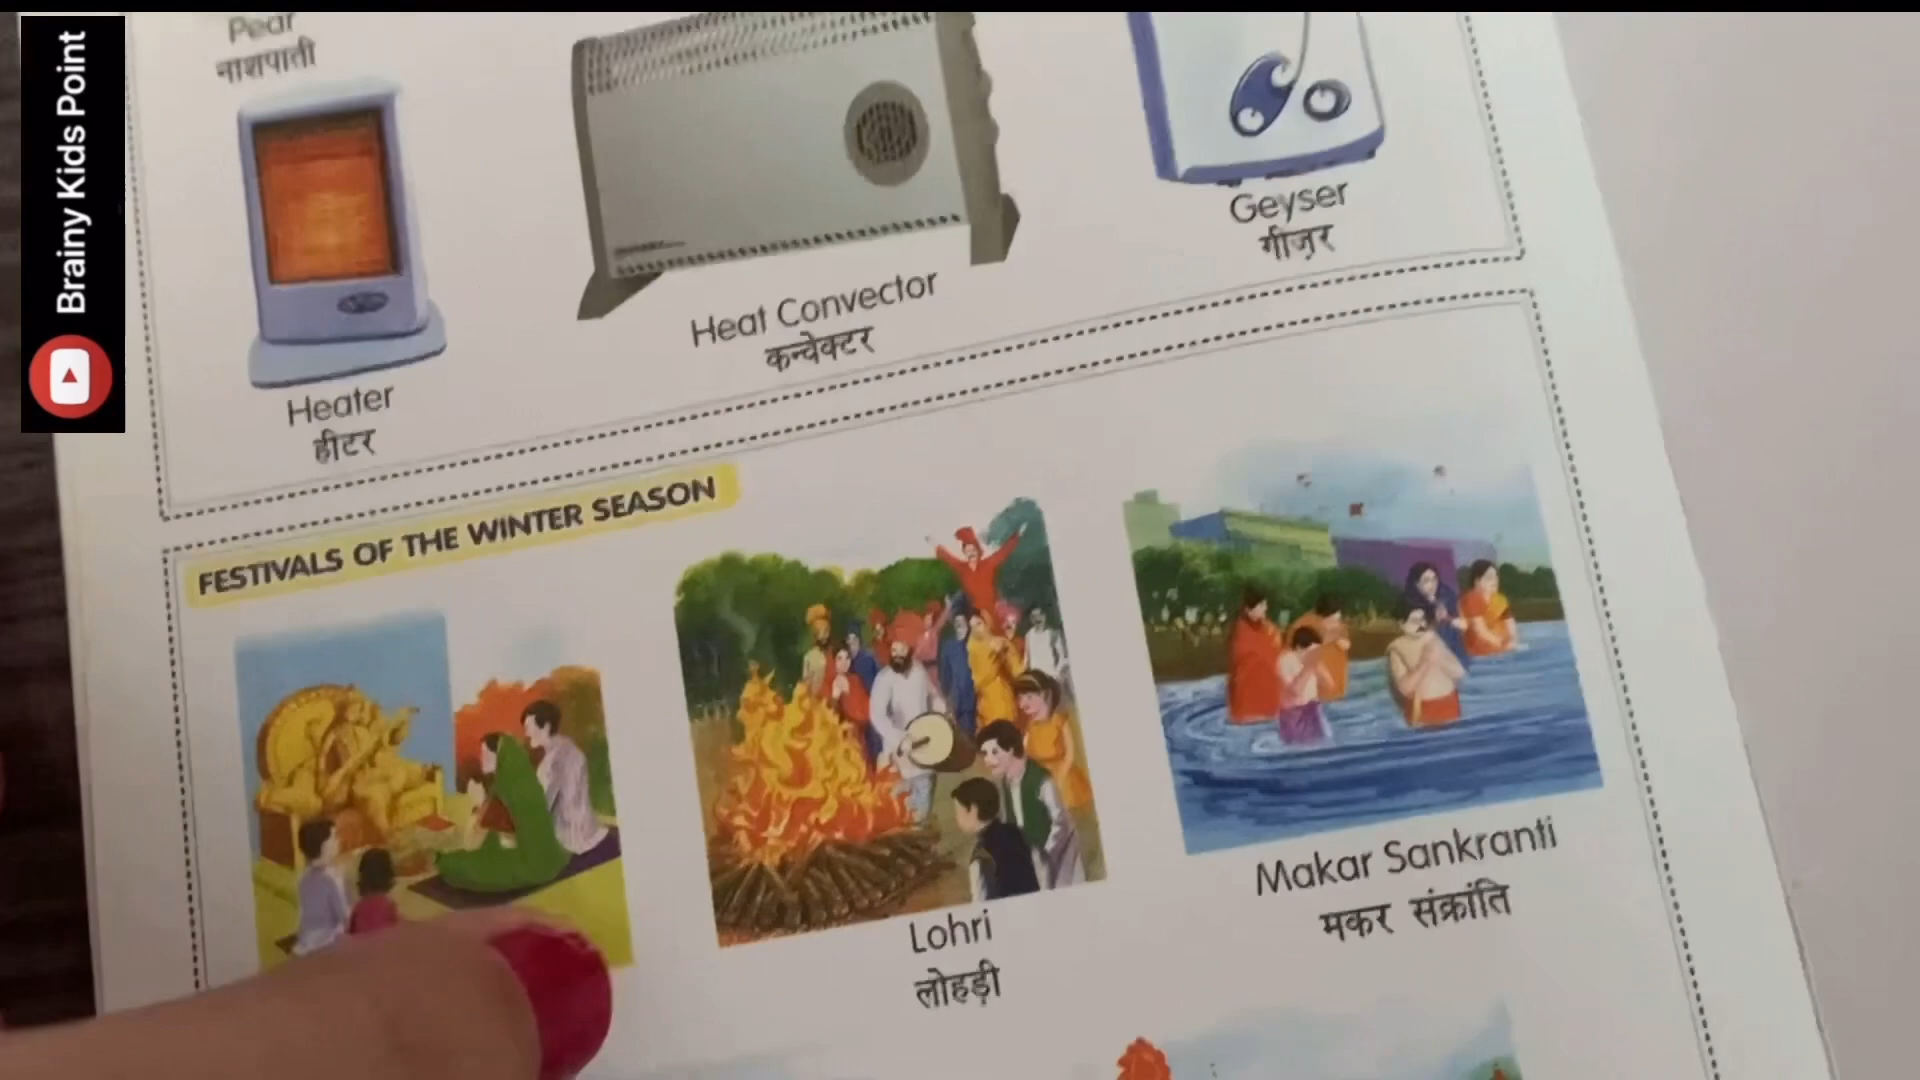 Brainy Kids Point
Pear
नाशपाती
Heater
हीटर
Heat Convector
कन्वेक्टर
Geyser
गीज़र
FESTIVALS OF THE WINTER SEASON
Lohri
लोहड़ी
Makar Sankranti
मकर संक्रांति